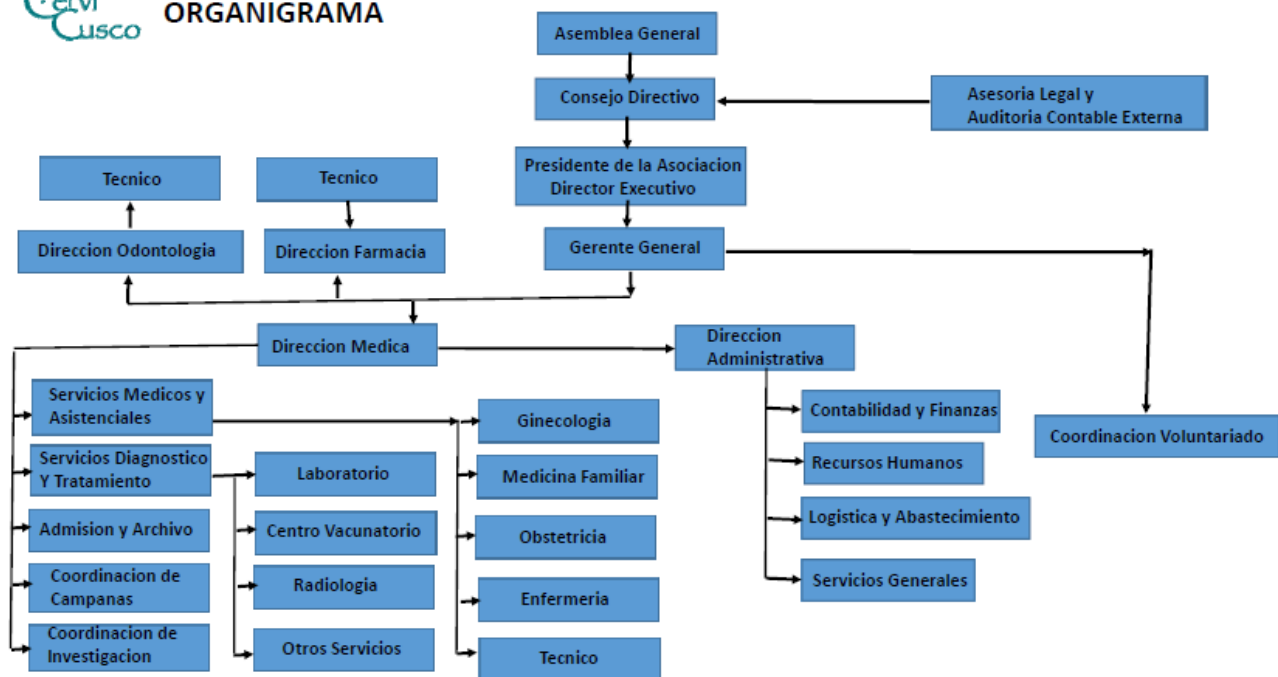 Cusco
ORGANIGRAMA
Asemblea General
Consejo Directivo
Asesoria Legal y
Auditoria Contable Externa
Presidente de la Asociacion
Director Executivo
Tecnico
Tecnico
Direccion Odontologia
Direccion Farmacia
Gerente General
Direccion Medica
Direccion
Administrativa
Servicios Medicos y
Asistenciales
Ginecologia
Contabilidad y Finanzas
Coordinacion Voluntariado
Servicios Diagnostico
Y Tratamiento
Laboratorio
Medicina Familiar
Recursos Humanos
Admision y Archivo
Centro Vacunatorio
Obstetricia
Logistica y Abastecimiento
Coordinacion de
Campanas
Radiologia
Enfermeria
Servicios Generales
Coordinacion de
Investigacion
Otros Servicios
Tecnico